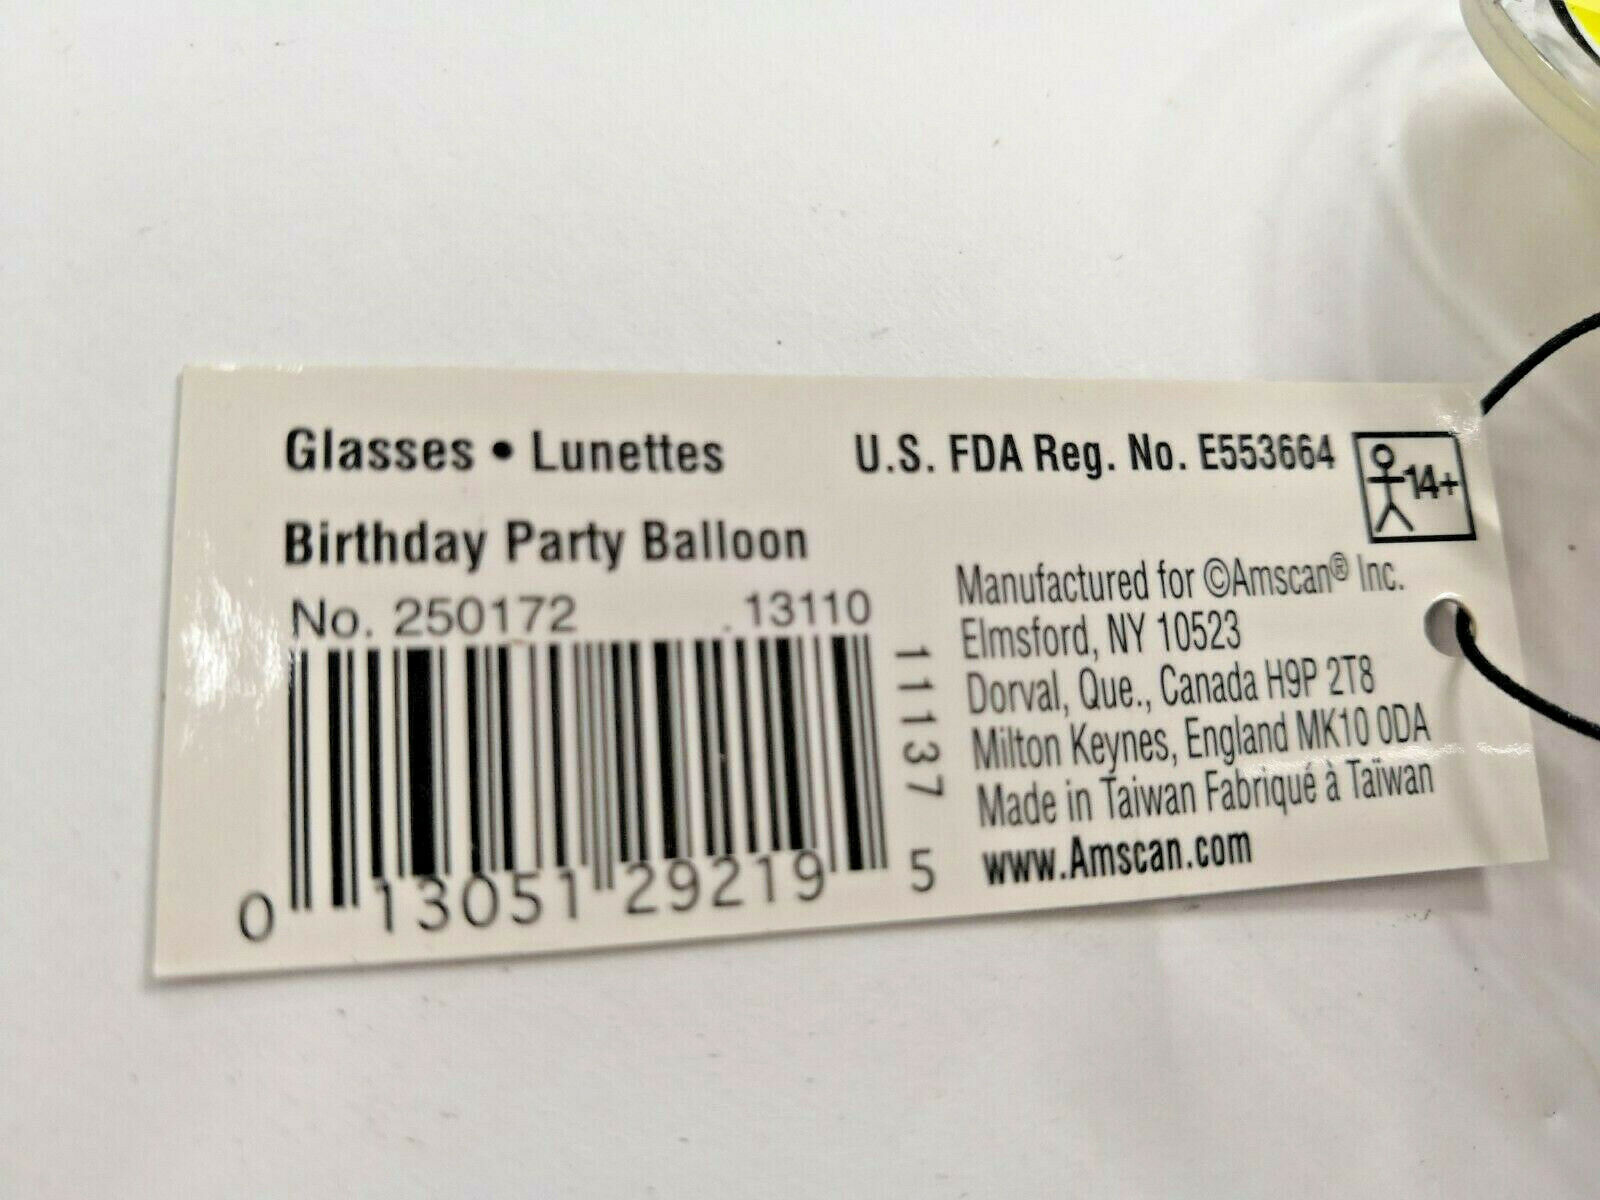 Glasses • Lunettes
Birthday Party Balloon
No. 250172 13110
11137
0 13051 29219 5
U.S. FDA Reg. No. E553664
14+
Manufactured for ©Amscan® Inc.
Elmsford, NY 10523
Dorval, Que., Canada H9P 2T8
Milton Keynes, England MK10 0DA
Made in Taiwan Fabriqué à Taïwan
www.Amscan.com